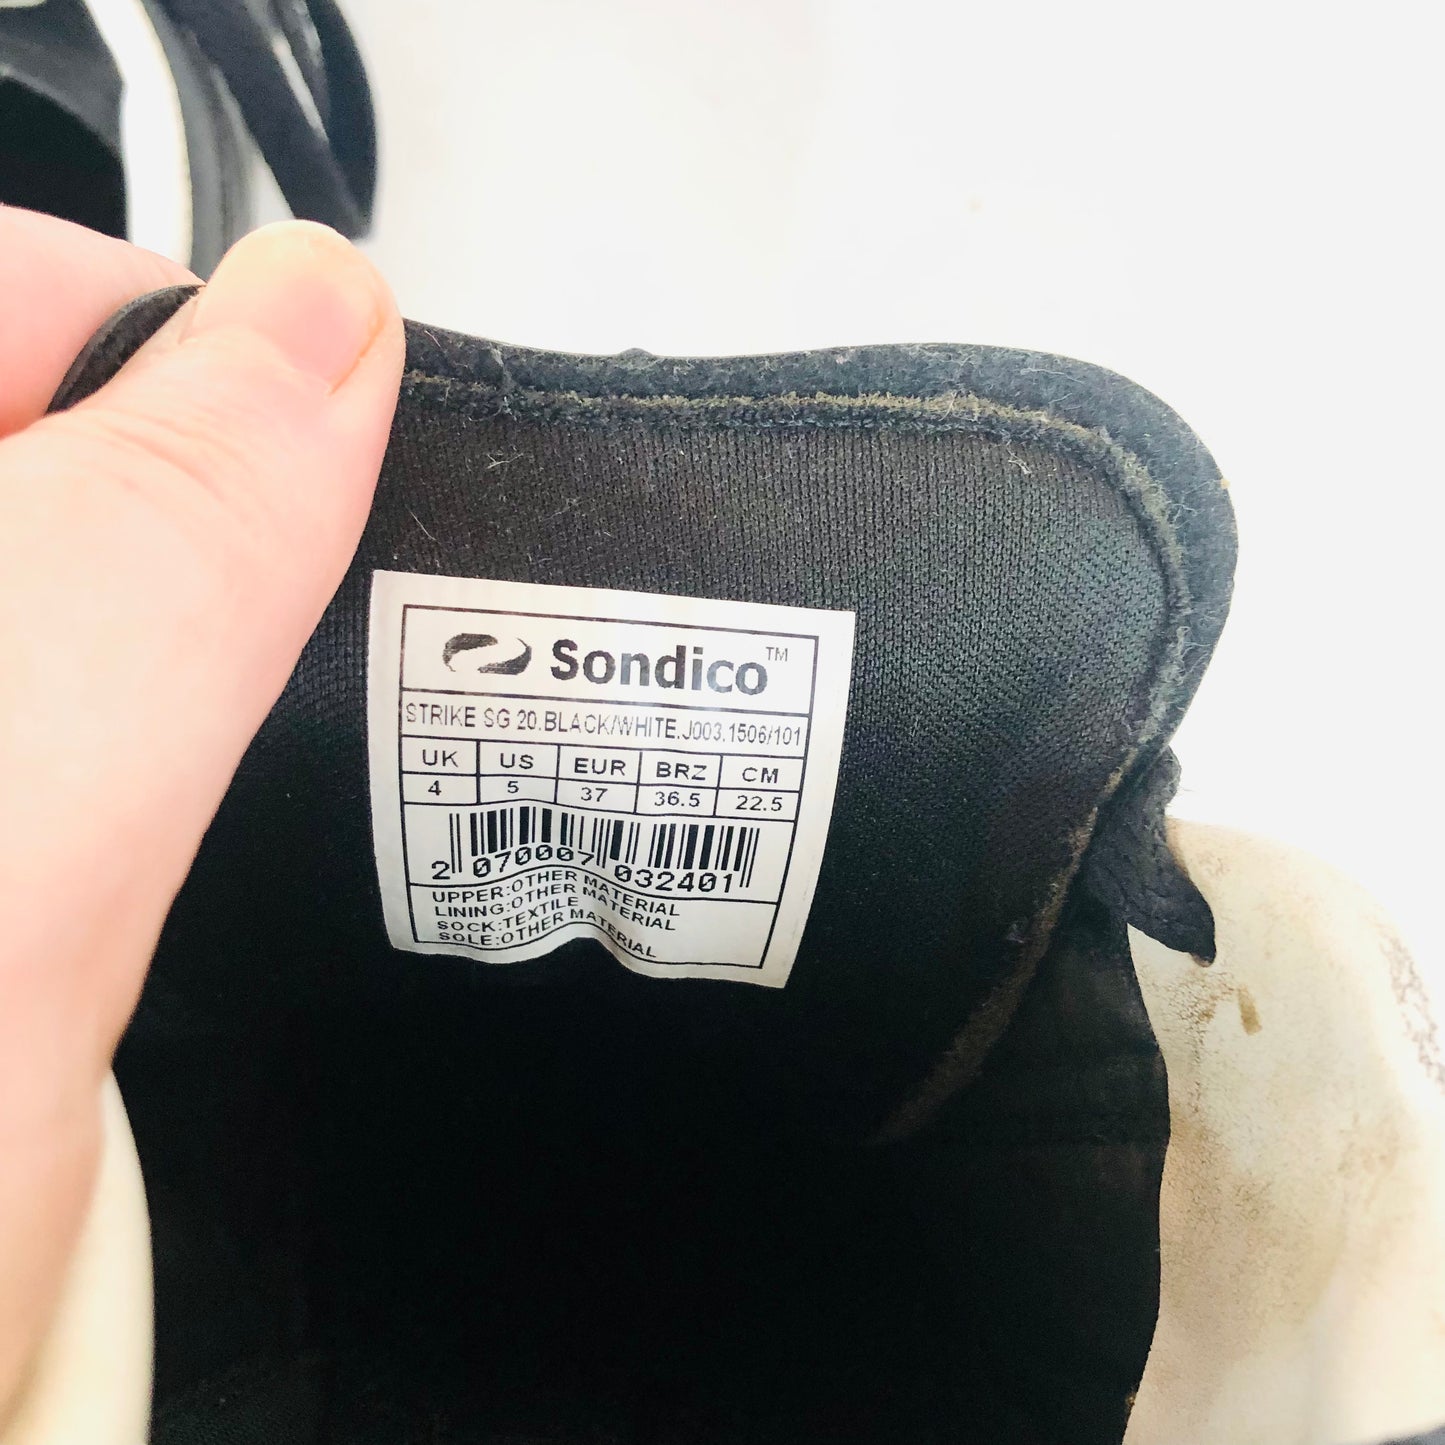 Sondico™
STRIKE SG 20.BLACK/WHITE.J003.1506/101
UK US EUR BRZ CM
4 5 37 36.5 22.5
2 070007 032401
UPPER:OTHER MATERIAL
LINING:OTHER MATERIAL
SOCK:TEXTILE
SOLE:OTHER MATERIAL